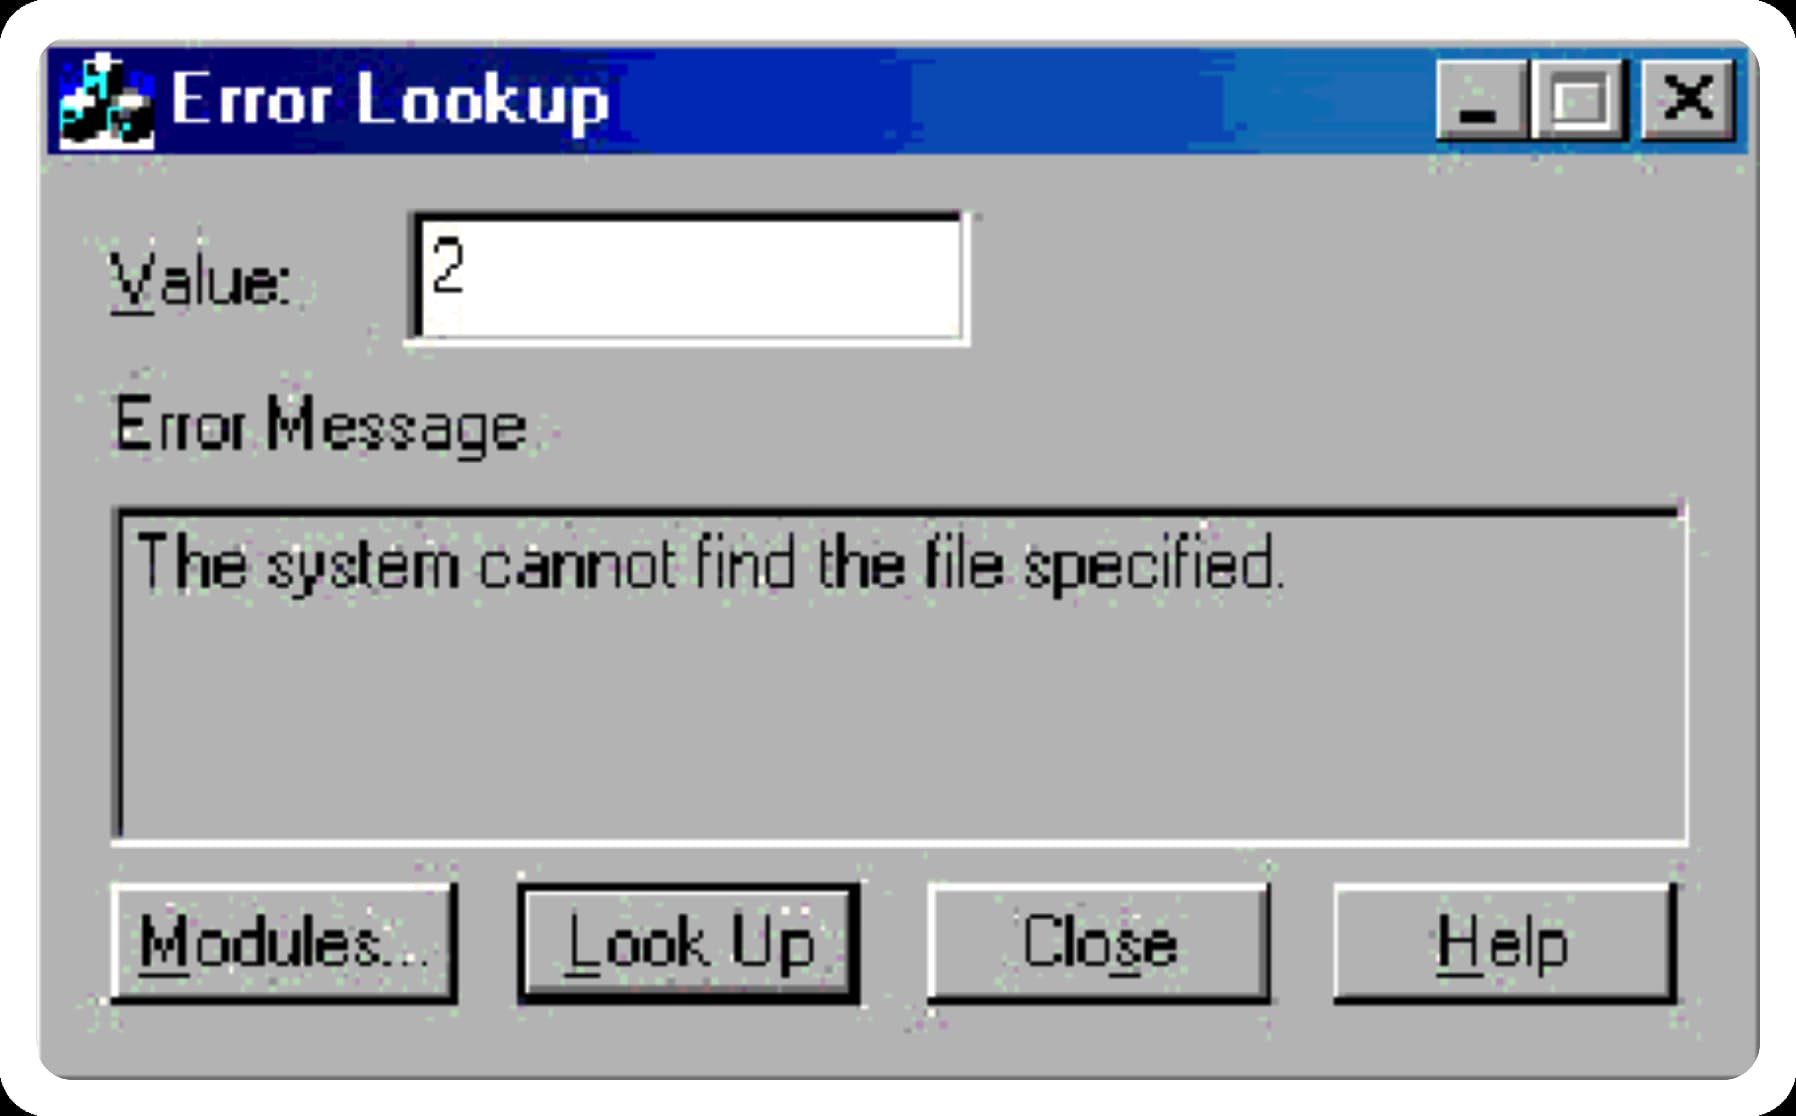 Error Lookup
Value: 2
Error Message
The system cannot find the file specified.
Modules... Look Up Close Help